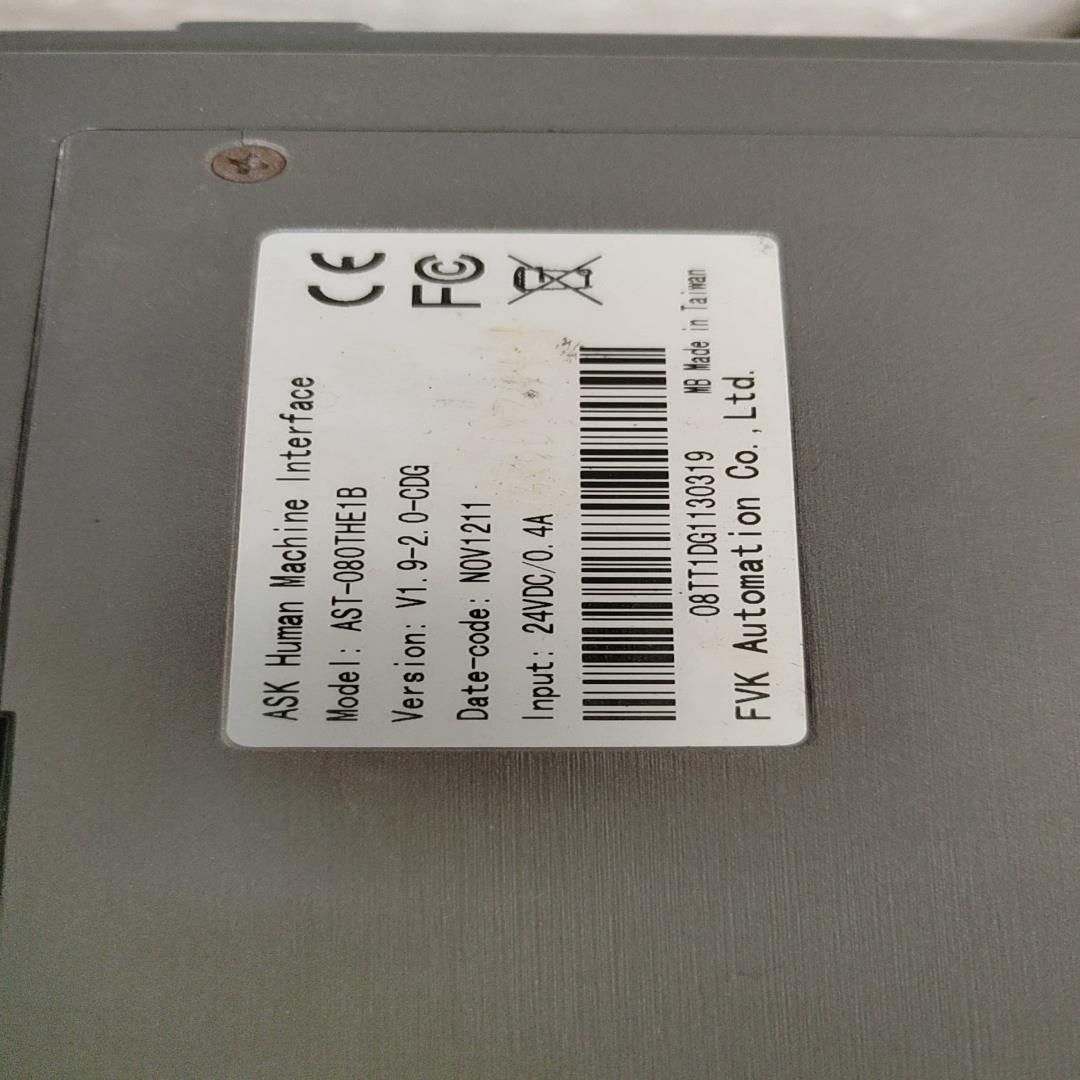 ASK Human Machine Interface
Model: AST-080THE1B
Version: V1.9-2.0-CDG
Date-code: NOV1211
Input: 24VDC/0.4A
CE
FC
08TT1DG1130319
MB Made in Taiwan
FVK Automation Co.,Ltd.